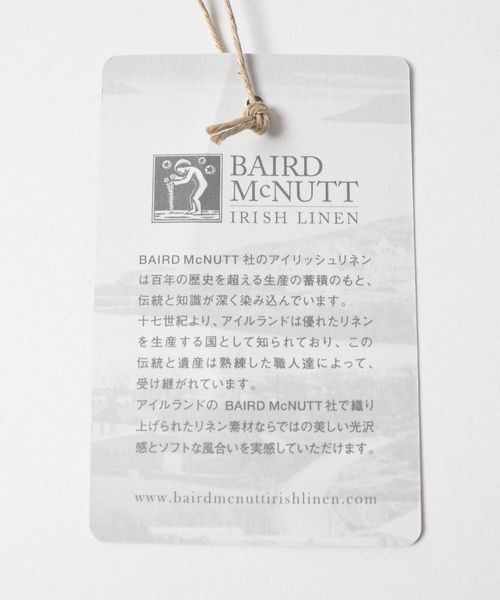 BAIRD
McNUTT
IRISH LINEN
BAIRD McNUTT 社のアイリッシュリネン
は百年の歴史を超える生産の蓄積のもと、
伝統と知識が深く染み込んでいます。
十七世紀より、アイルランドは優れたリネン
を生産する国として知られており、この
伝統と遺産は熟練した職人達によって、
受け継がれています。
アイルランドの BAIRD McNUTT 社で織り
上げられたリネン素材ならではの美しい光沢
感とソフトな風合いを実感していただけます。
www.bairdmcnuttirishlinen.com